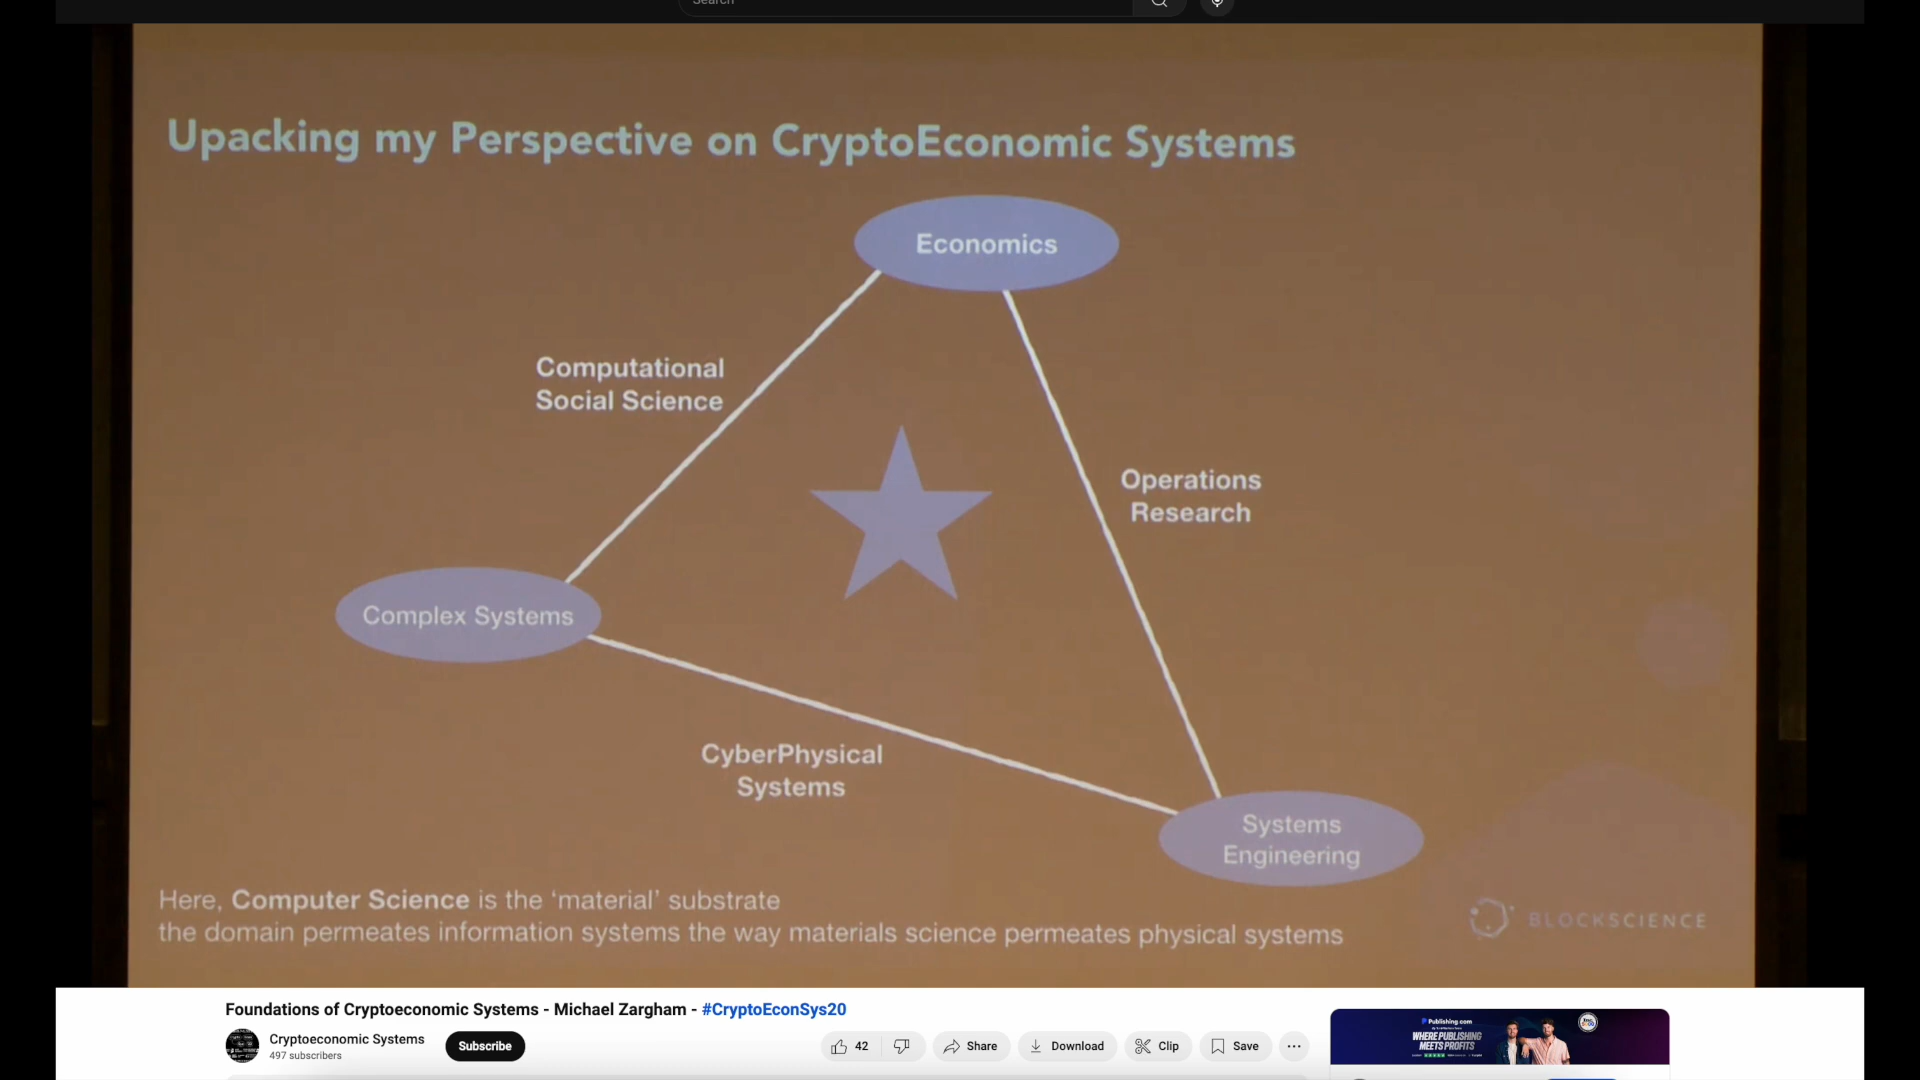 Search
Upacking my Perspective on CryptoEconomic Systems
Economics
Computational
Social Science
Operations
Research
Complex Systems
CyberPhysical
Systems
Systems
Engineering
Here, Computer Science is the ‘material’ substrate
the domain permeates information systems the way materials science permeates physical systems
BLOCKSCIENCE
Foundations of Cryptoeconomic Systems - Michael Zargham - #CryptoEconSys20
Cryptoeconomic Systems
497 subscribers
Subscribe
42
Share
Download
Clip
Save
Publishing.com
WHERE PUBLISHING
MEETS PROFITS